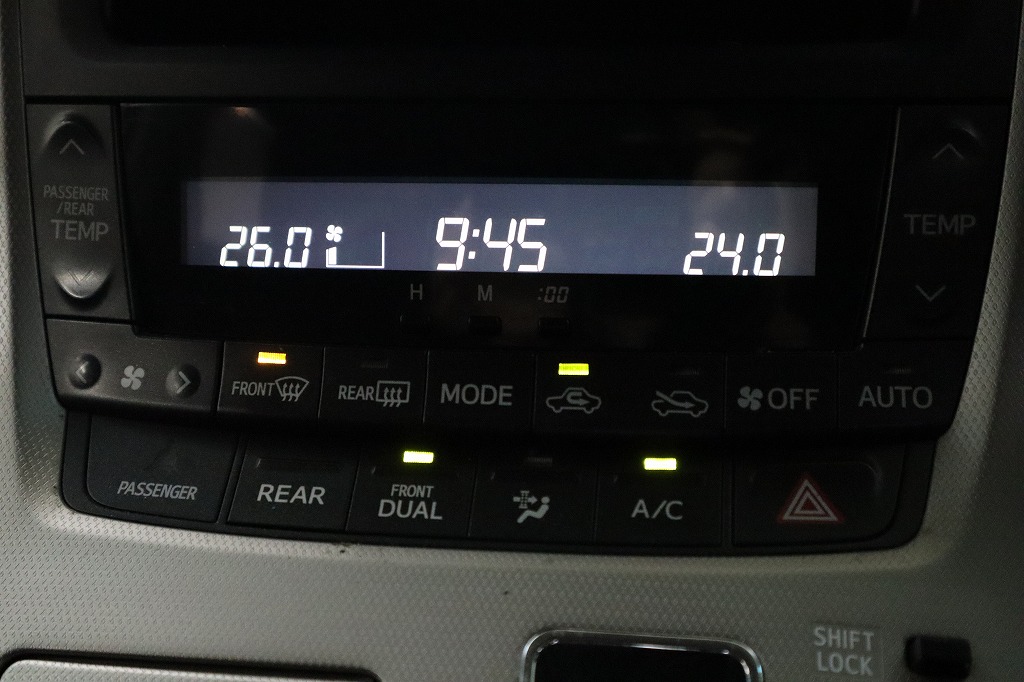 PASSENGER
/REAR
TEMP
26.0 9:45 24.0
TEMP
H M :00
FRONT REAR MODE OFF AUTO
PASSENGER REAR FRONT
DUAL A/C
SHIFT
LOCK